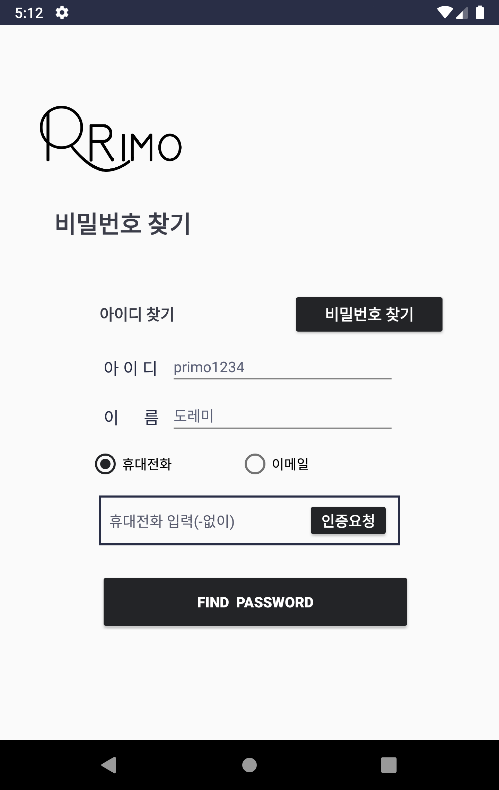 5:12
PRIMO
비밀번호 찾기
아이디 찾기 비밀번호 찾기
아 이 디 primo1234
이 름 도레미
휴대전화 이메일
휴대전화 입력(-없이) 인증요청
FIND PASSWORD